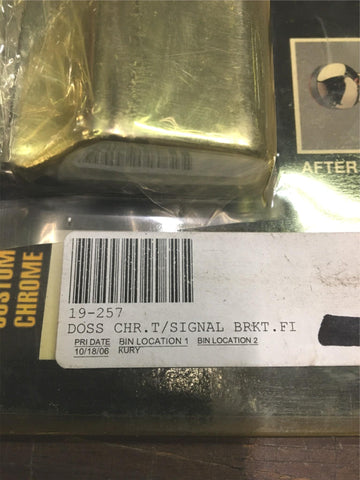 AFTER
CUSTOM
CHROME
19-257
DOSS CHR.T/SIGNAL BRKT.FI
PRI DATE BIN LOCATION 1 BIN LOCATION 2
10/18/06 KURY